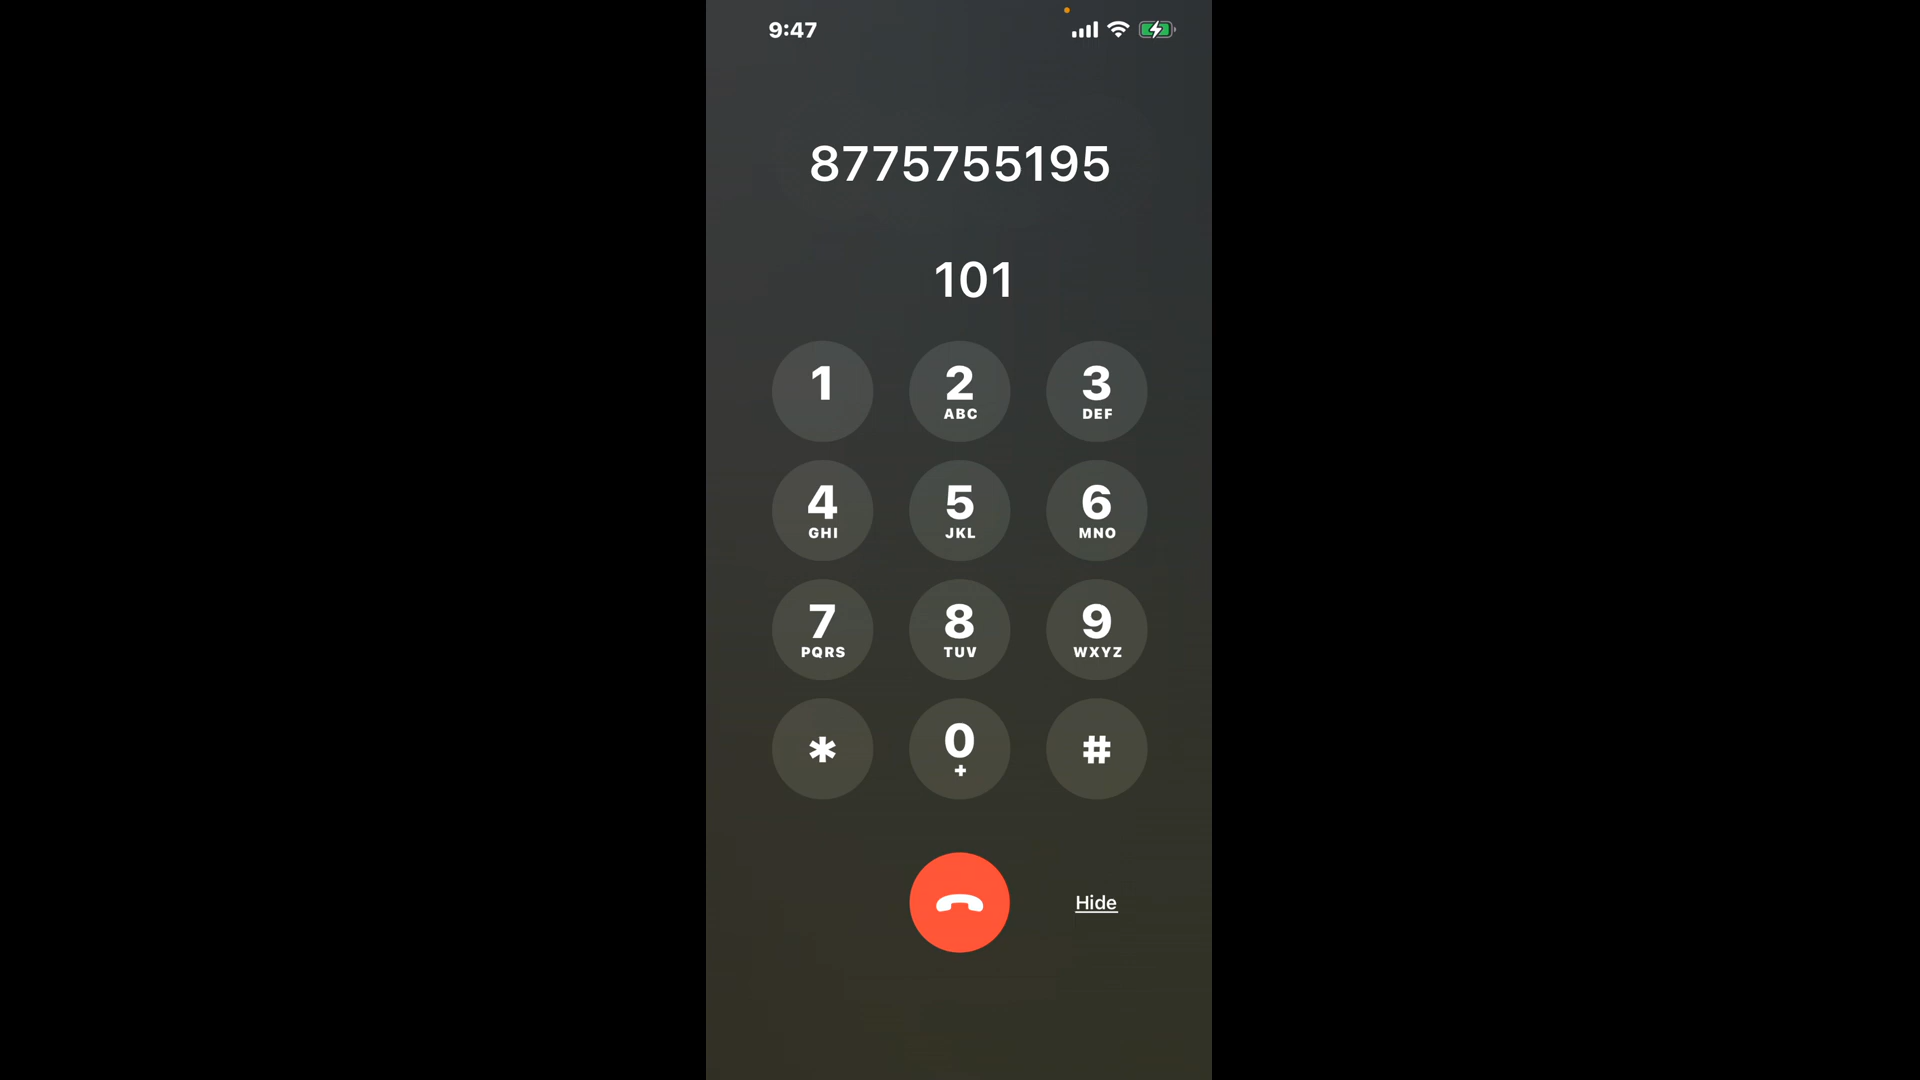 9:47
8775755195
101
1 2 3
ABC DEF
4 5 6
GHI JKL MNO
7 8 9
PQRS TUV WXYZ
* 0 #
+
Hide